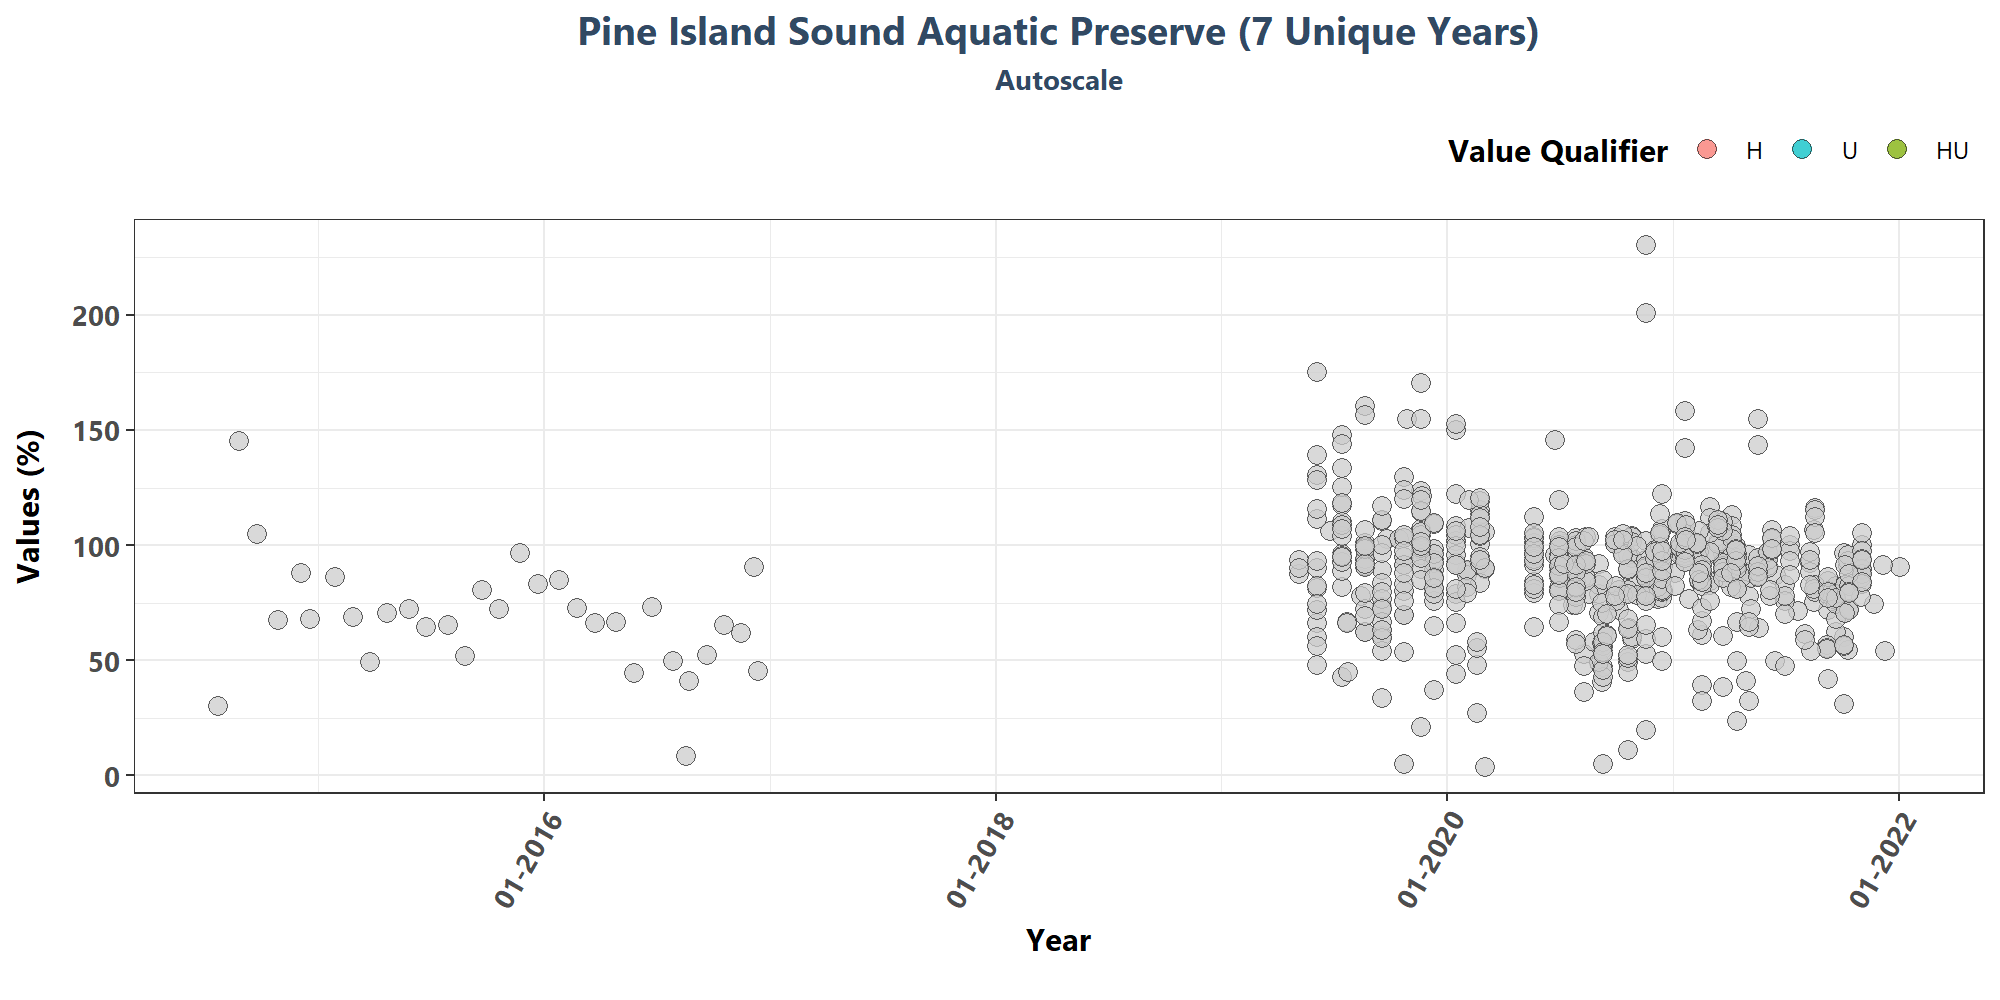 Pine Island Sound Aquatic Preserve (7 Unique Years)
Autoscale
Value Qualifier H U HU
Values (%)
200
150
100
50
0
01-2016 01-2018 01-2020 01-2022
Year